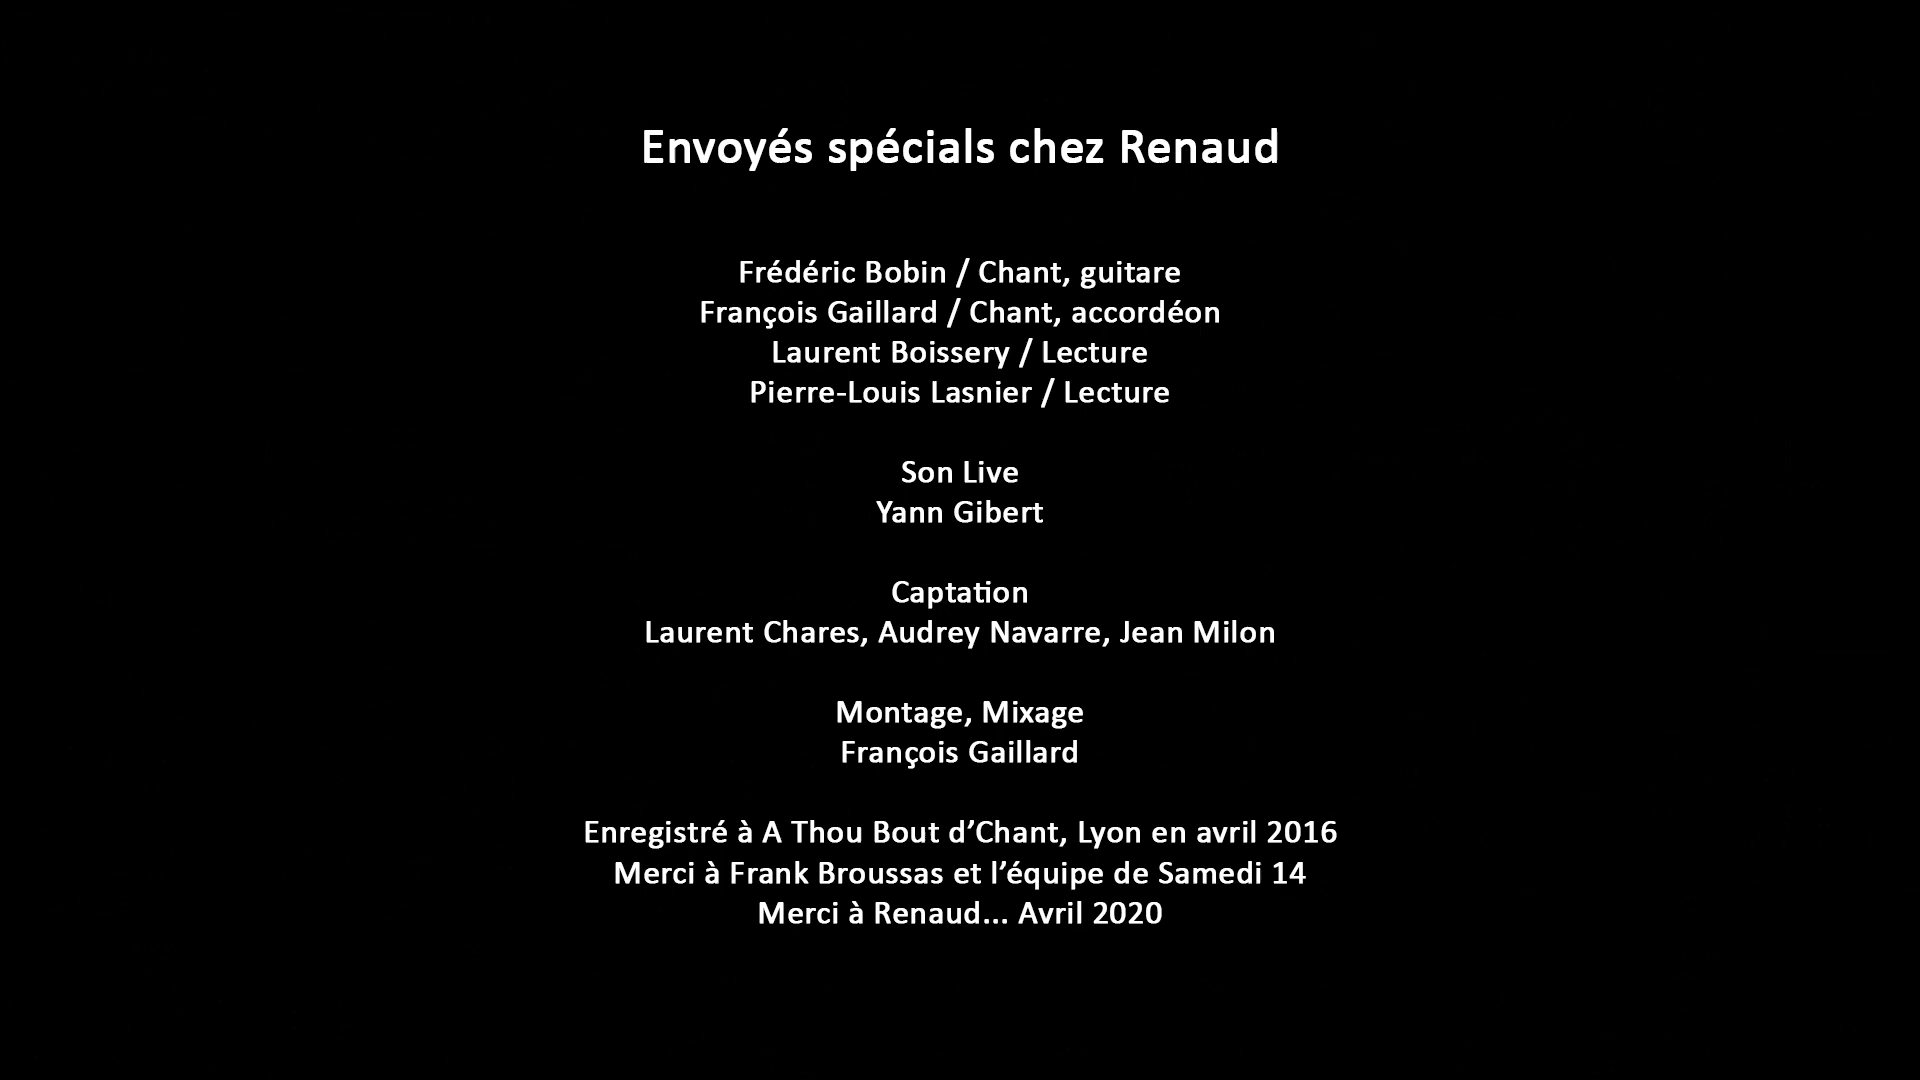 Envoyés spécials chez Renaud
Frédéric Bobin / Chant, guitare
François Gaillard / Chant, accordéon
Laurent Boissery / Lecture
Pierre-Louis Lasnier / Lecture
Son Live
Yann Gibert
Captation
Laurent Chares, Audrey Navarre, Jean Milon
Montage, Mixage
François Gaillard
Enregistré à A Thou Bout d’Chant, Lyon en avril 2016
Merci à Frank Broussas et l’équipe de Samedi 14
Merci à Renaud... Avril 2020